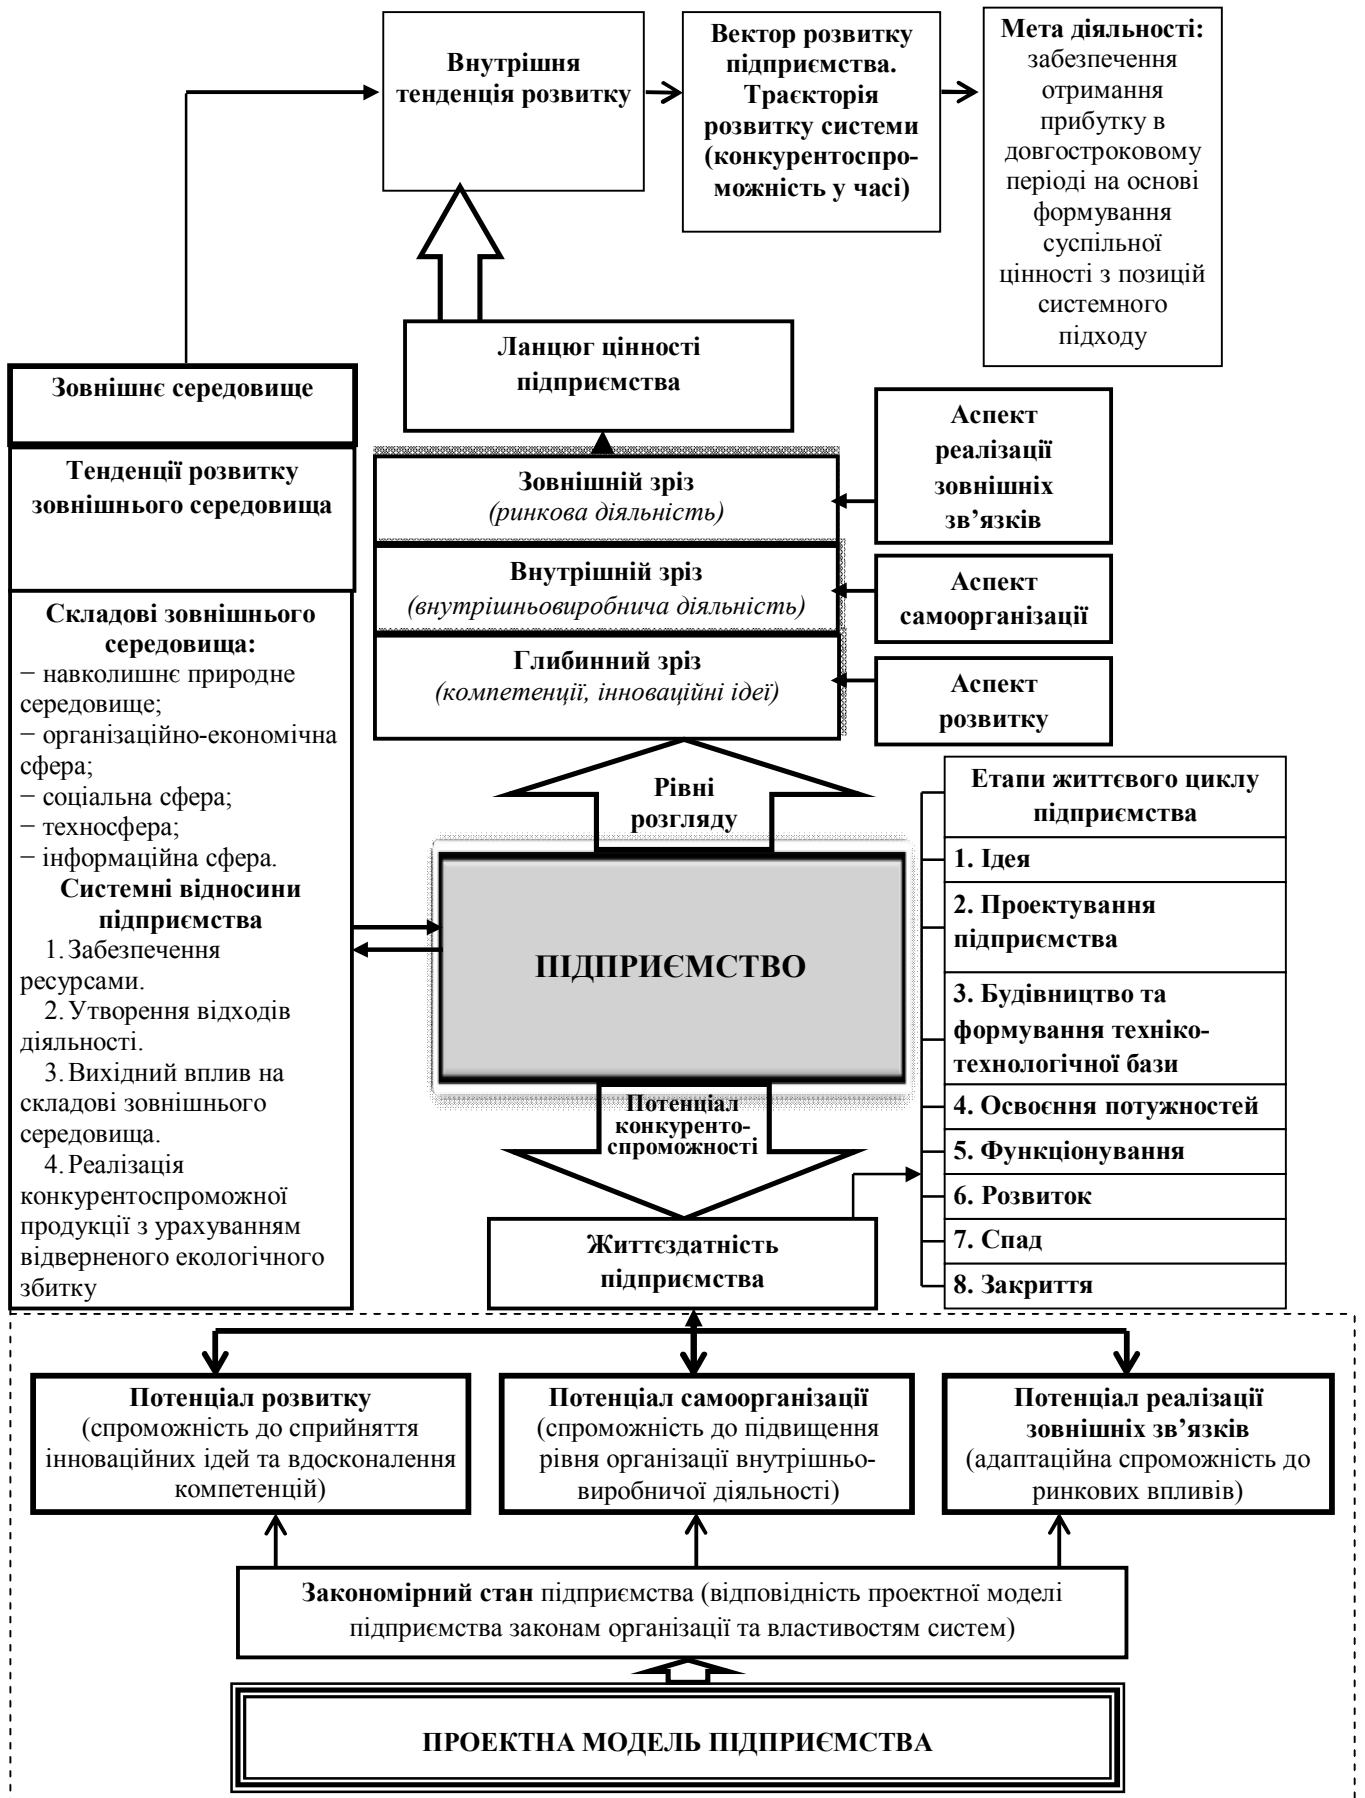 Внутрішня
тенденція розвитку
Вектор розвитку
підприємства.
Траєкторія
розвитку системи
(конкурентоспро-
можність у часі)
Мета діяльності:
забезпечення
отримання
прибутку в
довгостроковому
періоді на основі
формування
суспільної
цінності з позицій
системного
підходу
Ланцюг цінності
підприємства
Зовнішнє середовище
Тенденції розвитку
зовнішнього середовища
Складові зовнішнього
середовища:
− навколишнє природне
середовище;
− організаційно-економічна
сфера;
− соціальна сфера;
− техносфера;
− інформаційна сфера.
Системні відносини
підприємства
1. Забезпечення
ресурсами.
2. Утворення відходів
діяльності.
3. Вихідний вплив на
складові зовнішнього
середовища.
4. Реалізація
конкурентоспроможної
продукції з урахуванням
відверненого екологічного
збитку
Зовнішній зріз
(ринкова діяльність)
Внутрішній зріз
(внутрішньовиробнича діяльність)
Глибинний зріз
(компетенції, інноваційні ідеї)
Аспект
реалізації
зовнішніх
зв’язків
Аспект
самоорганізації
Аспект
розвитку
Рівні
розгляду
ПІДПРИЄМСТВО
Потенціал
конкуренто-
спроможності
Життєздатність
підприємства
Етапи життєвого циклу
підприємства
1. Ідея
2. Проектування
підприємства
3. Будівництво та
формування техніко-
технологічної бази
4. Освоєння потужностей
5. Функціонування
6. Розвиток
7. Спад
8. Закриття
Потенціал розвитку
(спроможність до сприйняття
інноваційних ідей та вдосконалення
компетенцій)
Потенціал самоорганізації
(спроможність до підвищення
рівня організації внутрішньо-
виробничої діяльності)
Потенціал реалізації
зовнішніх зв’язків
(адаптаційна спроможність до
ринкових впливів)
Закономірний стан підприємства (відповідність проектної моделі
підприємства законам організації та властивостям систем)
ПРОЕКТНА МОДЕЛЬ ПІДПРИЄМСТВА